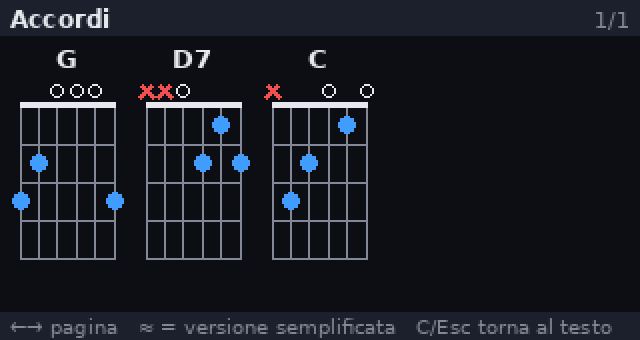 Accordi 1/1
G D7 C
←→ pagina ≈ = versione semplificata C/Esc torna al testo